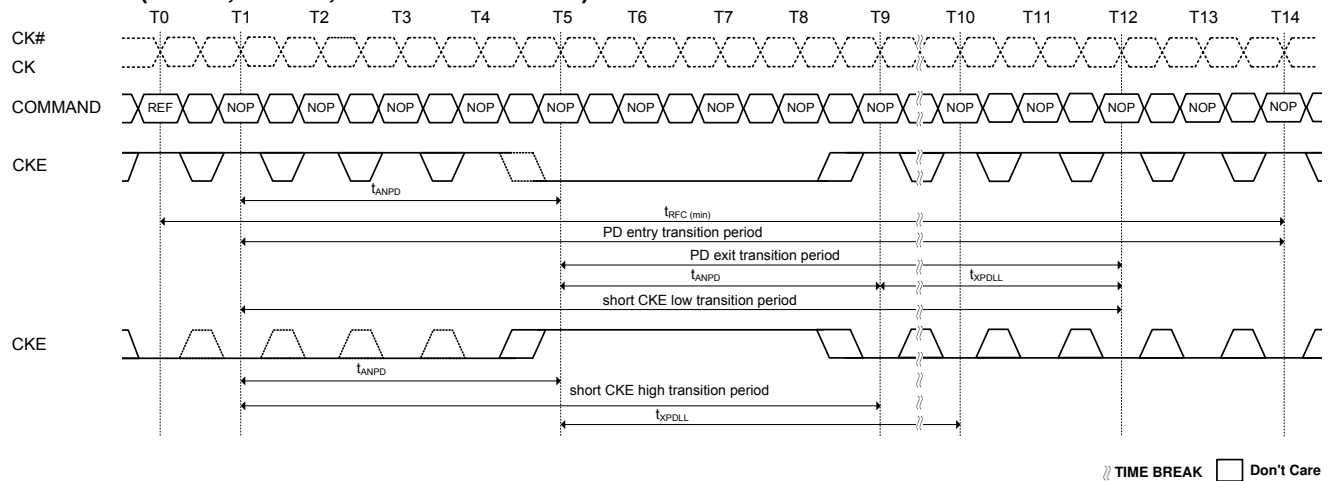 T0 T1 T2 T3 T4 T5 T6 T7 T8 T9 T10 T11 T12 T13 T14
CK#
CK
COMMAND REF NOP NOP NOP NOP NOP NOP NOP NOP NOP NOP NOP NOP NOP NOP
CKE
tANPD
tRFC (min)
PD entry transition period
PD exit transition period
tANPD tXPDLL
short CKE low transition period
CKE
tANPD
short CKE high transition period
tXPDLL
TIME BREAK Don't Care